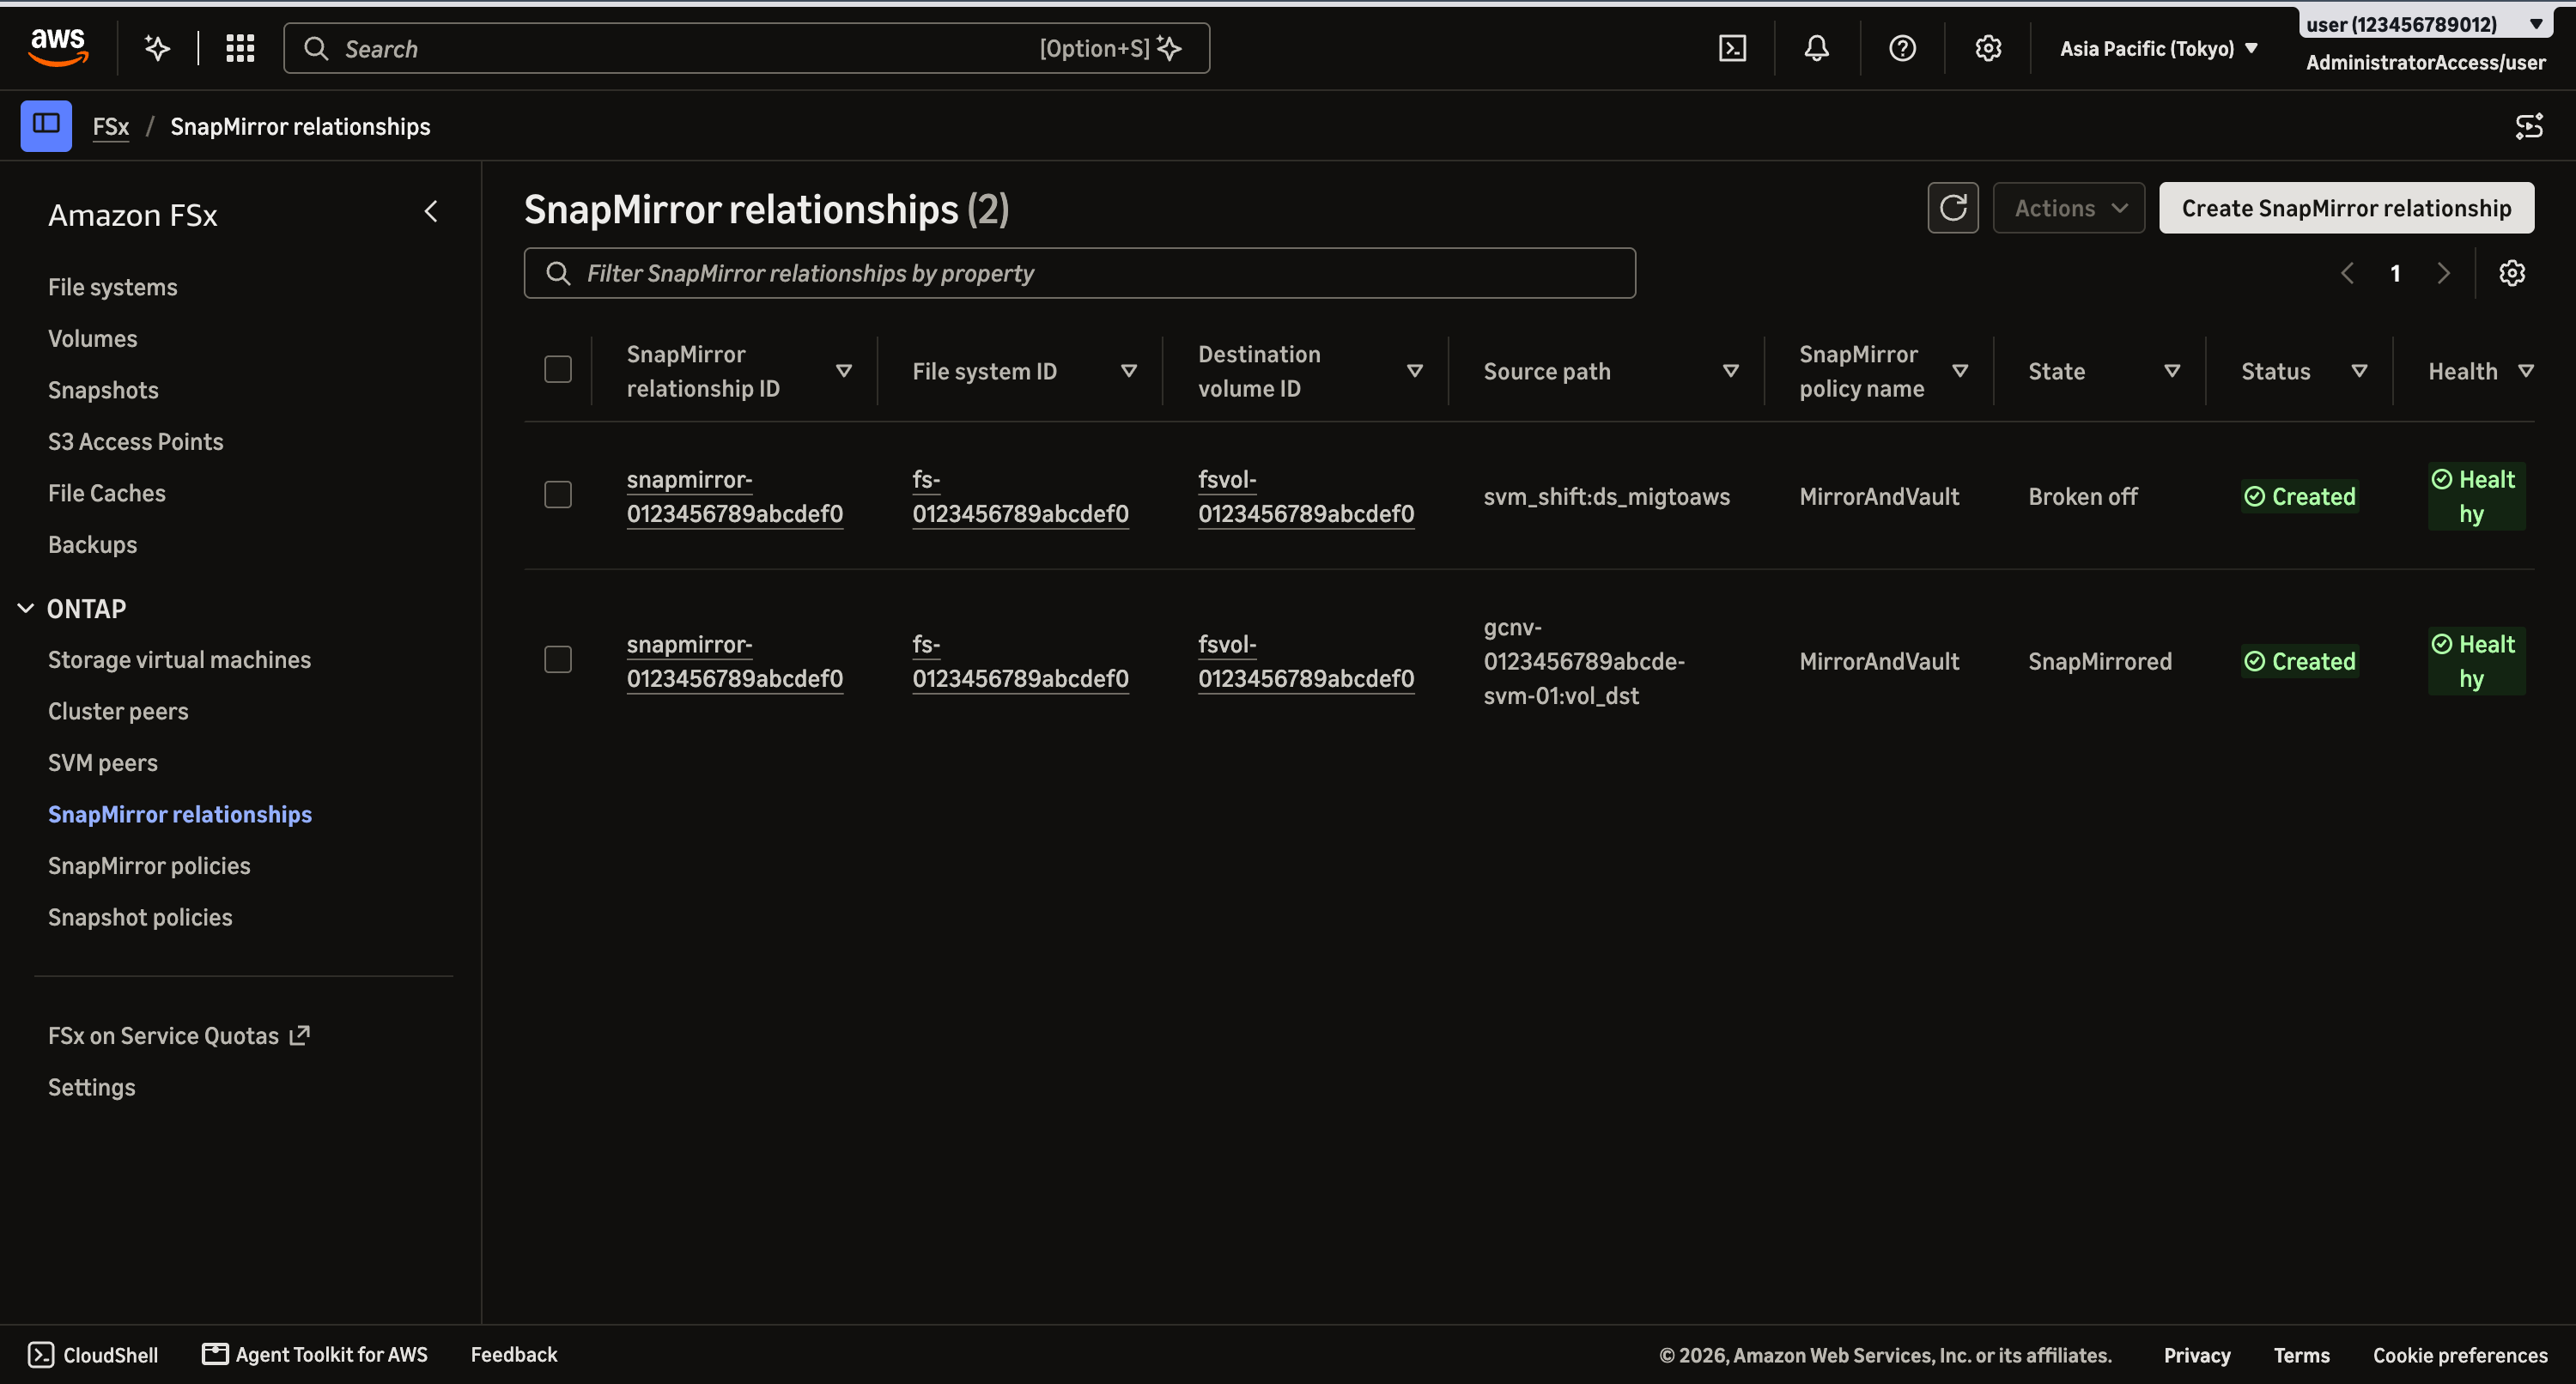 aws
Search
[Option+S]
Asia Pacific (Tokyo)
user (123456789012)
AdministratorAccess/user
FSx / SnapMirror relationships
Amazon FSx
File systems
Volumes
Snapshots
S3 Access Points
File Caches
Backups
ONTAP
Storage virtual machines
Cluster peers
SVM peers
SnapMirror relationships
SnapMirror policies
Snapshot policies
FSx on Service Quotas
Settings
SnapMirror relationships (2)
Actions
Create SnapMirror relationship
Filter SnapMirror relationships by property
1
SnapMirror
relationship ID
File system ID
Destination
volume ID
Source path
SnapMirror
policy name
State
Status
Health
snapmirror-
0123456789abcdef0
fs-
0123456789abcdef0
fsvol-
0123456789abcdef0
svm_shift:ds_migtoaws
MirrorAndVault
Broken off
Created
Healt
hy
snapmirror-
0123456789abcdef0
fs-
0123456789abcdef0
fsvol-
0123456789abcdef0
gcnv-
0123456789abcde-
svm-01:vol_dst
MirrorAndVault
SnapMirrored
Created
Healt
hy
CloudShell
Agent Toolkit for AWS
Feedback
© 2026, Amazon Web Services, Inc. or its affiliates.
Privacy
Terms
Cookie preferences